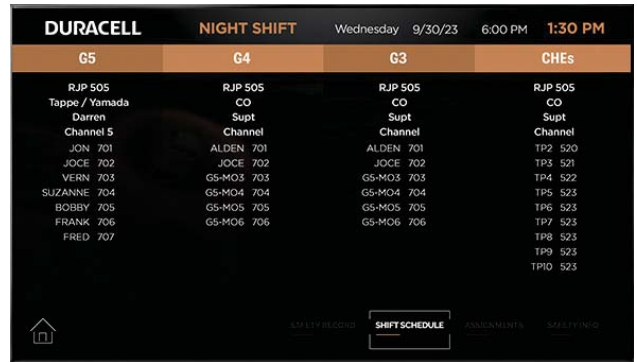 DURACELL NIGHT SHIFT Wednesday 9/30/23 6:00 PM 1:30 PM
G5 G4 G3 CHEs
RJP 505 RJP 505 RJP 505 RJP 505
Tappe / Yamada CO CO CO
Darren Supt Supt Supt
Channel 5 Channel Channel Channel
JON 701 ALDEN 701 ALDEN 701 TP2 520
JOCE 702 JOCE 702 JOCE 702 TP3 521
VERN 703 G5-MO3 703 G5-MO3 703 TP4 522
SUZANNE 704 G5-MO4 704 G5-MO4 704 TP5 523
BOBBY 705 G5-MO5 705 G5-MO5 705 TP6 523
FRANK 706 G5-MO6 706 G5-MO6 706 TP7 523
FRED 707 TP8 523
TP9 523
TP10 523
SAFETY RECORD SHIFT SCHEDULE ASSIGNMENTS SAFETY INFO